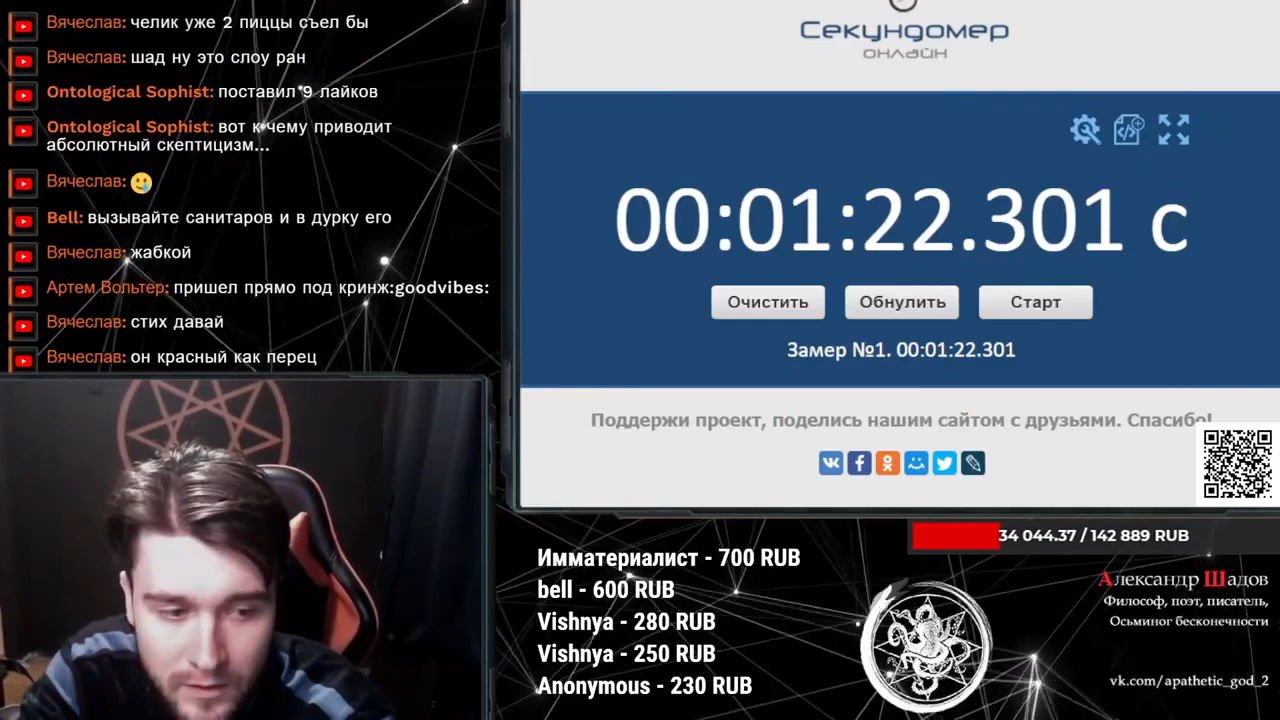 Вячеслав: челик уже 2 пиццы съел бы
Вячеслав: шад ну это слоу ран
Ontological Sophist: поставил 9 лайков
Ontological Sophist: вот к чему приводит
абсолютный скептицизм...
Вячеслав: 🥲
Bell: вызывайте санитаров и в дурку его
Вячеслав: жабкой
Артем Вольтер: пришел прямо под кринж:goodvibes:
Вячеслав: стих давай
Вячеслав: он красный как перец
Секундомер
онлайн
00:01:22.301 с
Очистить Обнулить Старт
Замер №1. 00:01:22.301
Поддержи проект, поделись нашим сайтом с друзьями. Спасибо!
34 044.37 / 142 889 RUB
Имматериалист - 700 RUB
bell - 600 RUB
Vishnya - 280 RUB
Vishnya - 250 RUB
Anonymous - 230 RUB
Александр Шадов
Философ, поэт, писатель,
Осьминог бесконечности
vk.com/apathetic_god_2